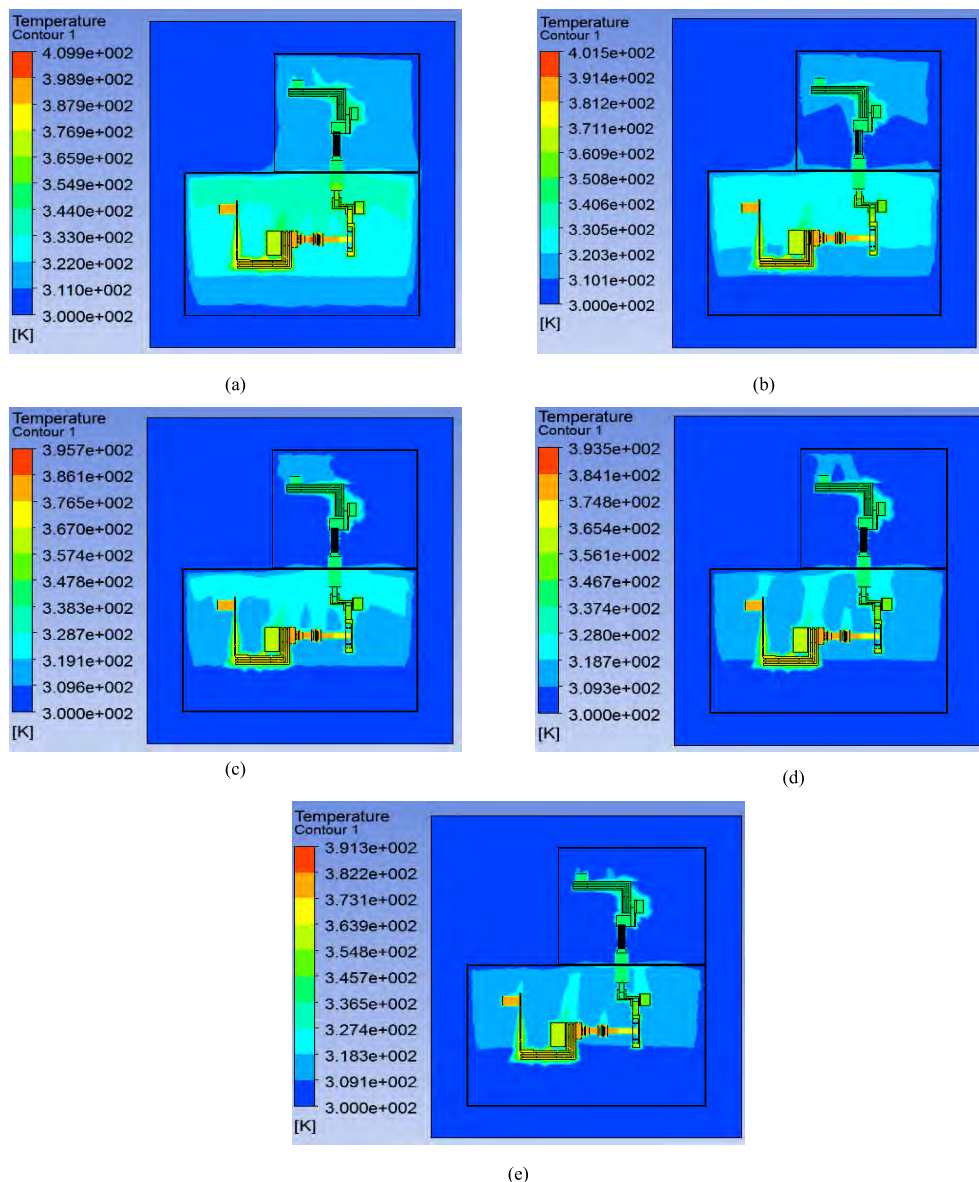 Temperature
Contour 1
4.099e+002
3.989e+002
3.879e+002
3.769e+002
3.659e+002
3.549e+002
3.440e+002
3.330e+002
3.220e+002
3.110e+002
3.000e+002
[K]
(a)
Temperature
Contour 1
4.015e+002
3.914e+002
3.812e+002
3.711e+002
3.609e+002
3.508e+002
3.406e+002
3.305e+002
3.203e+002
3.101e+002
3.000e+002
[K]
(b)
Temperature
Contour 1
3.957e+002
3.861e+002
3.765e+002
3.670e+002
3.574e+002
3.478e+002
3.383e+002
3.287e+002
3.191e+002
3.096e+002
3.000e+002
[K]
(c)
Temperature
Contour 1
3.935e+002
3.841e+002
3.748e+002
3.654e+002
3.561e+002
3.467e+002
3.374e+002
3.280e+002
3.187e+002
3.093e+002
3.000e+002
[K]
(d)
Temperature
Contour 1
3.913e+002
3.822e+002
3.731e+002
3.639e+002
3.548e+002
3.457e+002
3.365e+002
3.274e+002
3.183e+002
3.091e+002
3.000e+002
[K]
(e)